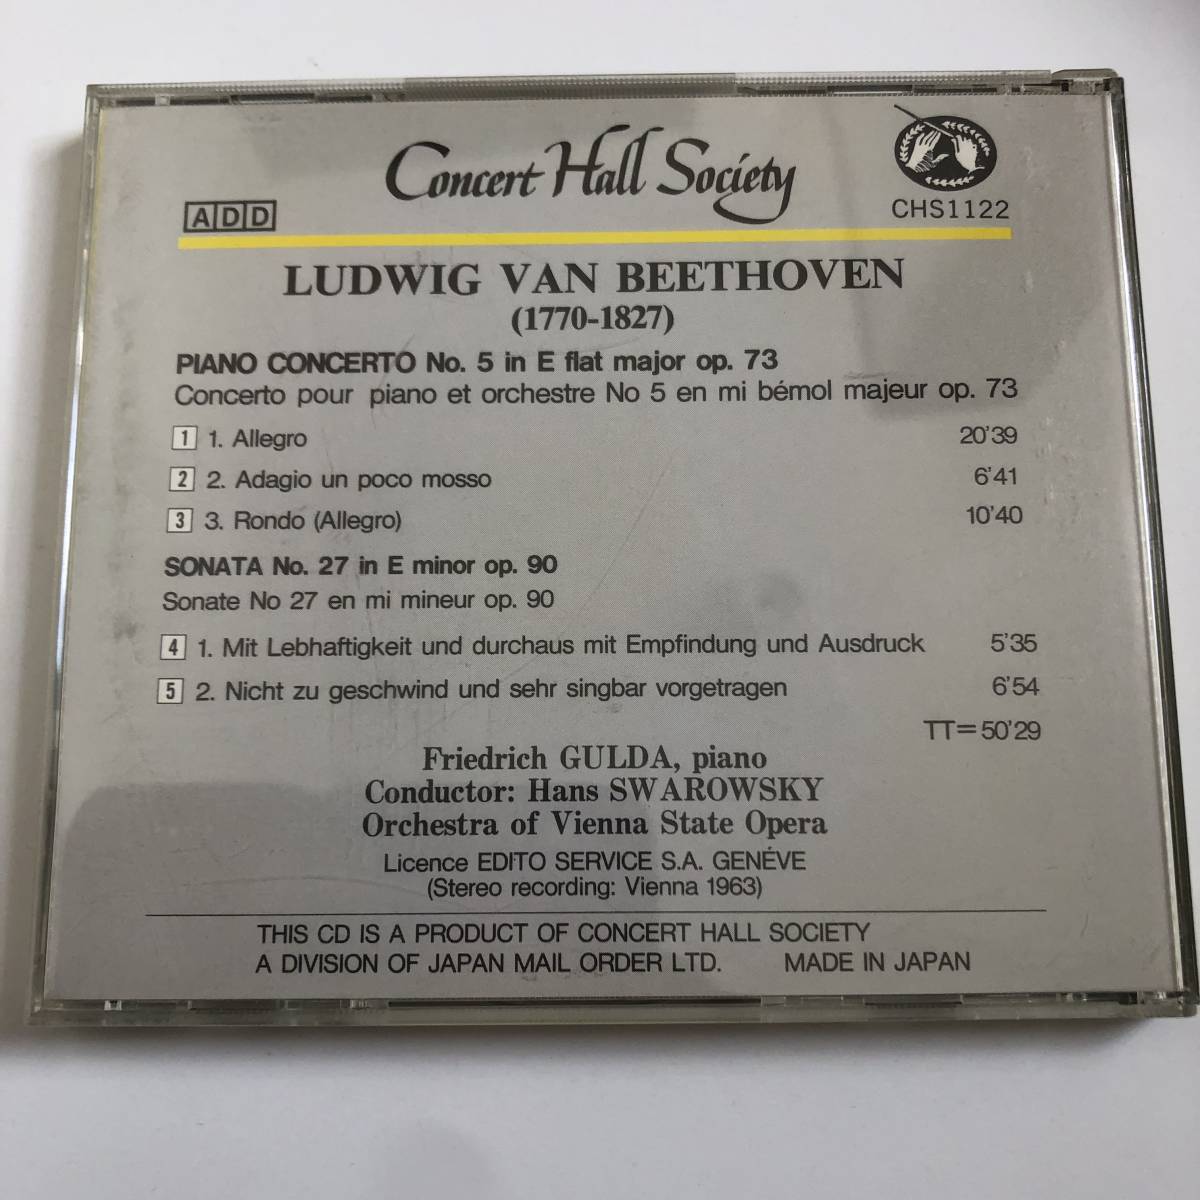 Concert Hall Society
ADD
CHS1122
LUDWIG VAN BEETHOVEN
(1770-1827)
PIANO CONCERTO No. 5 in E flat major op. 73
Concerto pour piano et orchestre No 5 en mi bémol majeur op. 73
1 1. Allegro 20'39
2 2. Adagio un poco mosso 6'41
3 3. Rondo (Allegro) 10'40
SONATA No. 27 in E minor op. 90
Sonate No 27 en mi mineur op. 90
4 1. Mit Lebhaftigkeit und durchaus mit Empfindung und Ausdruck 5'35
5 2. Nicht zu geschwind und sehr singbar vorgetragen 6'54
TT=50'29
Friedrich GULDA, piano
Conductor: Hans SWAROWSKY
Orchestra of Vienna State Opera
Licence EDITO SERVICE S.A. GENÉVE
(Stereo recording: Vienna 1963)
THIS CD IS A PRODUCT OF CONCERT HALL SOCIETY
A DIVISION OF JAPAN MAIL ORDER LTD. MADE IN JAPAN